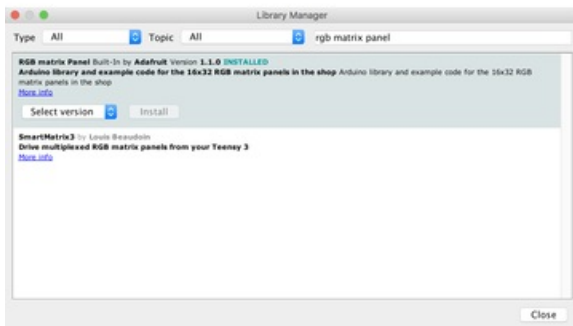 Library Manager
Type All Topic All rgb matrix panel
RGB matrix Panel Built-In by Adafruit Version 1.1.0 INSTALLED
Arduino library and example code for the 16x32 RGB matrix panels in the shop Arduino library and example code for the 16x32 RGB
matrix panels in the shop
More info
Select version Install
SmartMatrix3 by Louis Beaudoin
Drive multiplexed RGB matrix panels from your Teensy 3
More info
Close